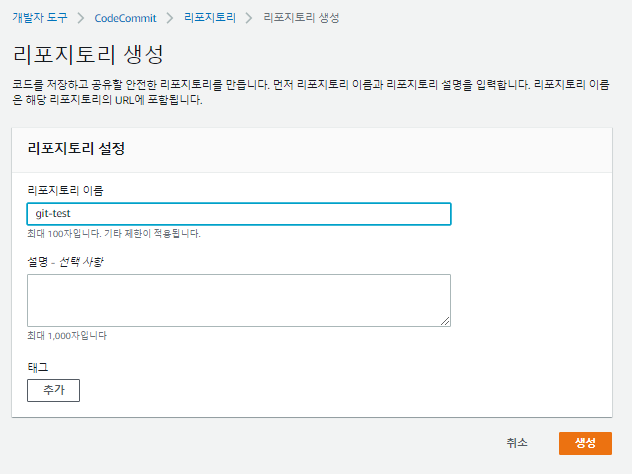 개발자 도구 > CodeCommit > 리포지토리 > 리포지토리 생성
리포지토리 생성
코드를 저장하고 공유할 안전한 리포지토리를 만듭니다. 먼저 리포지토리 이름과 리포지토리 설명을 입력합니다. 리포지토리 이름
은 해당 리포지토리의 URL에 포함됩니다.
리포지토리 설정
리포지토리 이름
git-test
최대 100자입니다. 기타 제한이 적용됩니다.
설명 - 선택 사항
최대 1,000자입니다
태그
추가
취소 생성